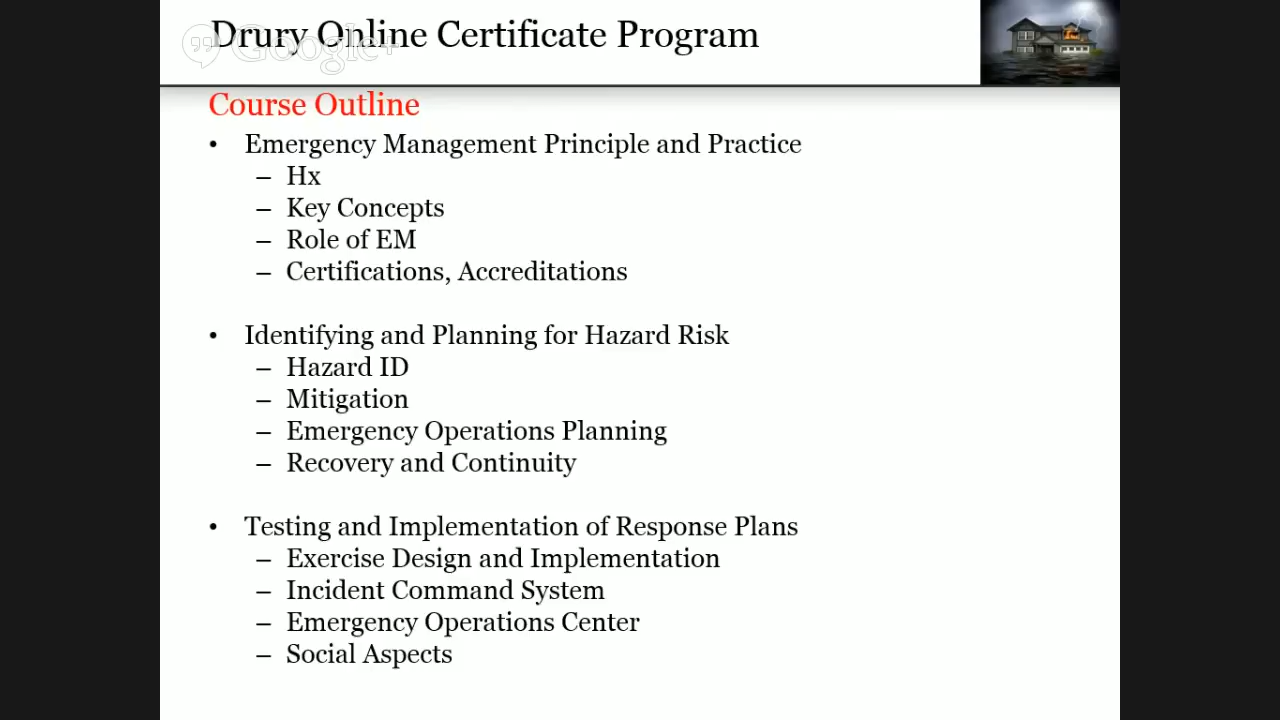 Drury Online Certificate Program
Google+
Course Outline
• Emergency Management Principle and Practice
– Hx
– Key Concepts
– Role of EM
– Certifications, Accreditations
• Identifying and Planning for Hazard Risk
– Hazard ID
– Mitigation
– Emergency Operations Planning
– Recovery and Continuity
• Testing and Implementation of Response Plans
– Exercise Design and Implementation
– Incident Command System
– Emergency Operations Center
– Social Aspects